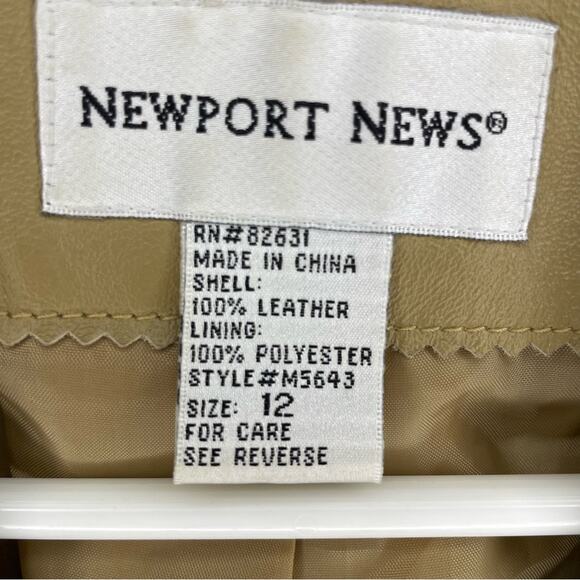 NEWPORT NEWS®
RN#82631
MADE IN CHINA
SHELL:
100% LEATHER
LINING:
100% POLYESTER
STYLE#M5643
SIZE: 12
FOR CARE
SEE REVERSE